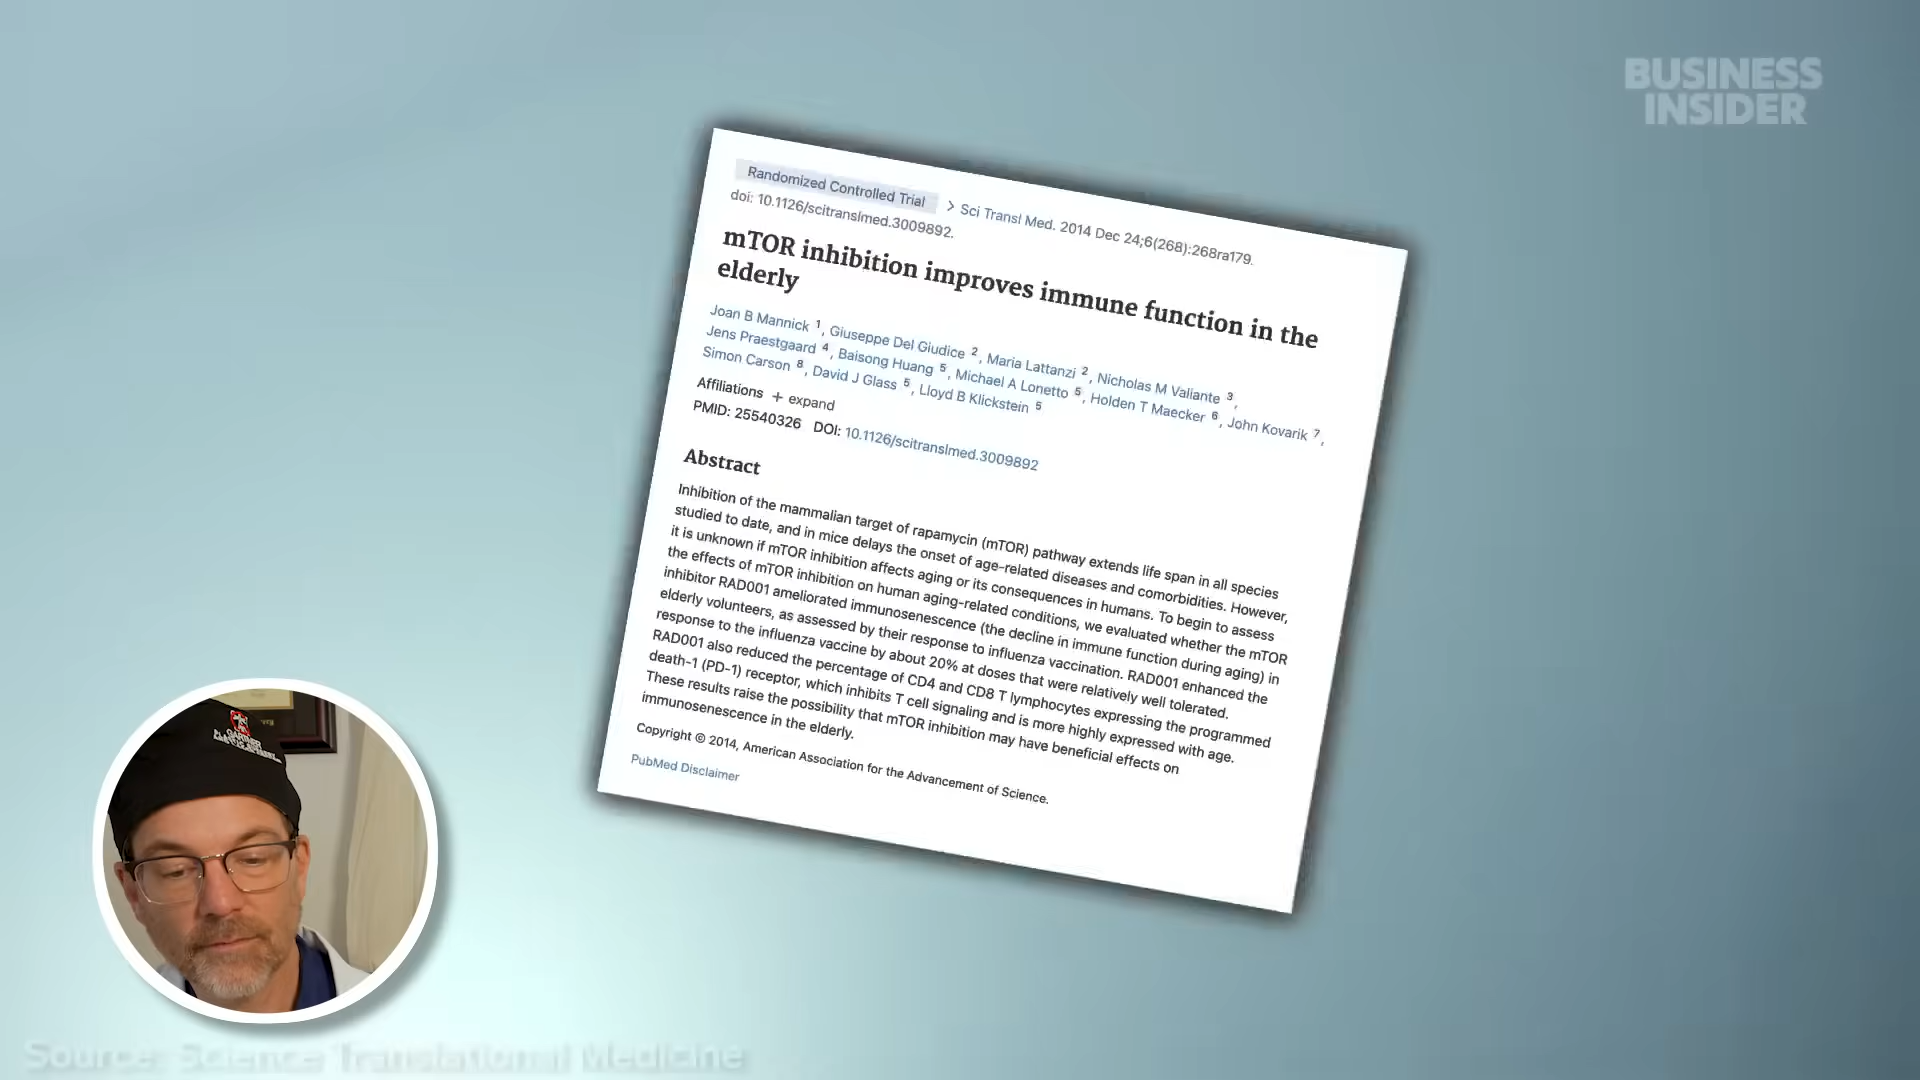 BUSINESS
INSIDER
Randomized Controlled Trial > Sci Transl Med. 2014 Dec 24;6(268):268ra179.
doi: 10.1126/scitranslmed.3009892.
mTOR inhibition improves immune function in the
elderly
Joan B Mannick 1, Giuseppe Del Giudice 2, Maria Lattanzi 2, Nicholas M Valiante 3,
Jens Praestgaard 4, Baisong Huang 5, Michael A Lonetto 5, Holden T Maecker 6, John Kovarik 7,
Simon Carson 8, David J Glass 5, Lloyd B Klickstein 5
Affiliations + expand
PMID: 25540326 DOI: 10.1126/scitranslmed.3009892
Abstract
Inhibition of the mammalian target of rapamycin (mTOR) pathway extends life span in all species
studied to date, and in mice delays the onset of age-related diseases and comorbidities. However,
it is unknown if mTOR inhibition affects aging or its consequences in humans. To begin to assess
the effects of mTOR inhibition on human aging-related conditions, we evaluated whether the mTOR
inhibitor RAD001 ameliorated immunosenescence (the decline in immune function during aging) in
elderly volunteers, as assessed by their response to influenza vaccination. RAD001 enhanced the
response to the influenza vaccine by about 20% at doses that were relatively well tolerated.
RAD001 also reduced the percentage of CD4 and CD8 T lymphocytes expressing the programmed
death-1 (PD-1) receptor, which inhibits T cell signaling and is more highly expressed with age.
These results raise the possibility that mTOR inhibition may have beneficial effects on
immunosenescence in the elderly.
Copyright © 2014, American Association for the Advancement of Science.
PubMed Disclaimer
Source: Science Translational Medicine